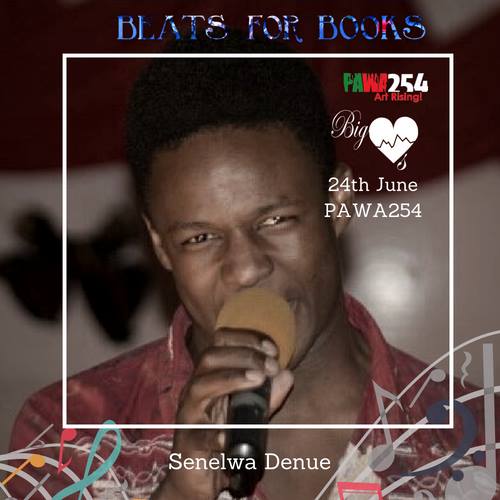 BEATS FOR BOOKS
PAWA254
Art Rising!
Big
s
24th June
PAWA254
Senelwa Denue